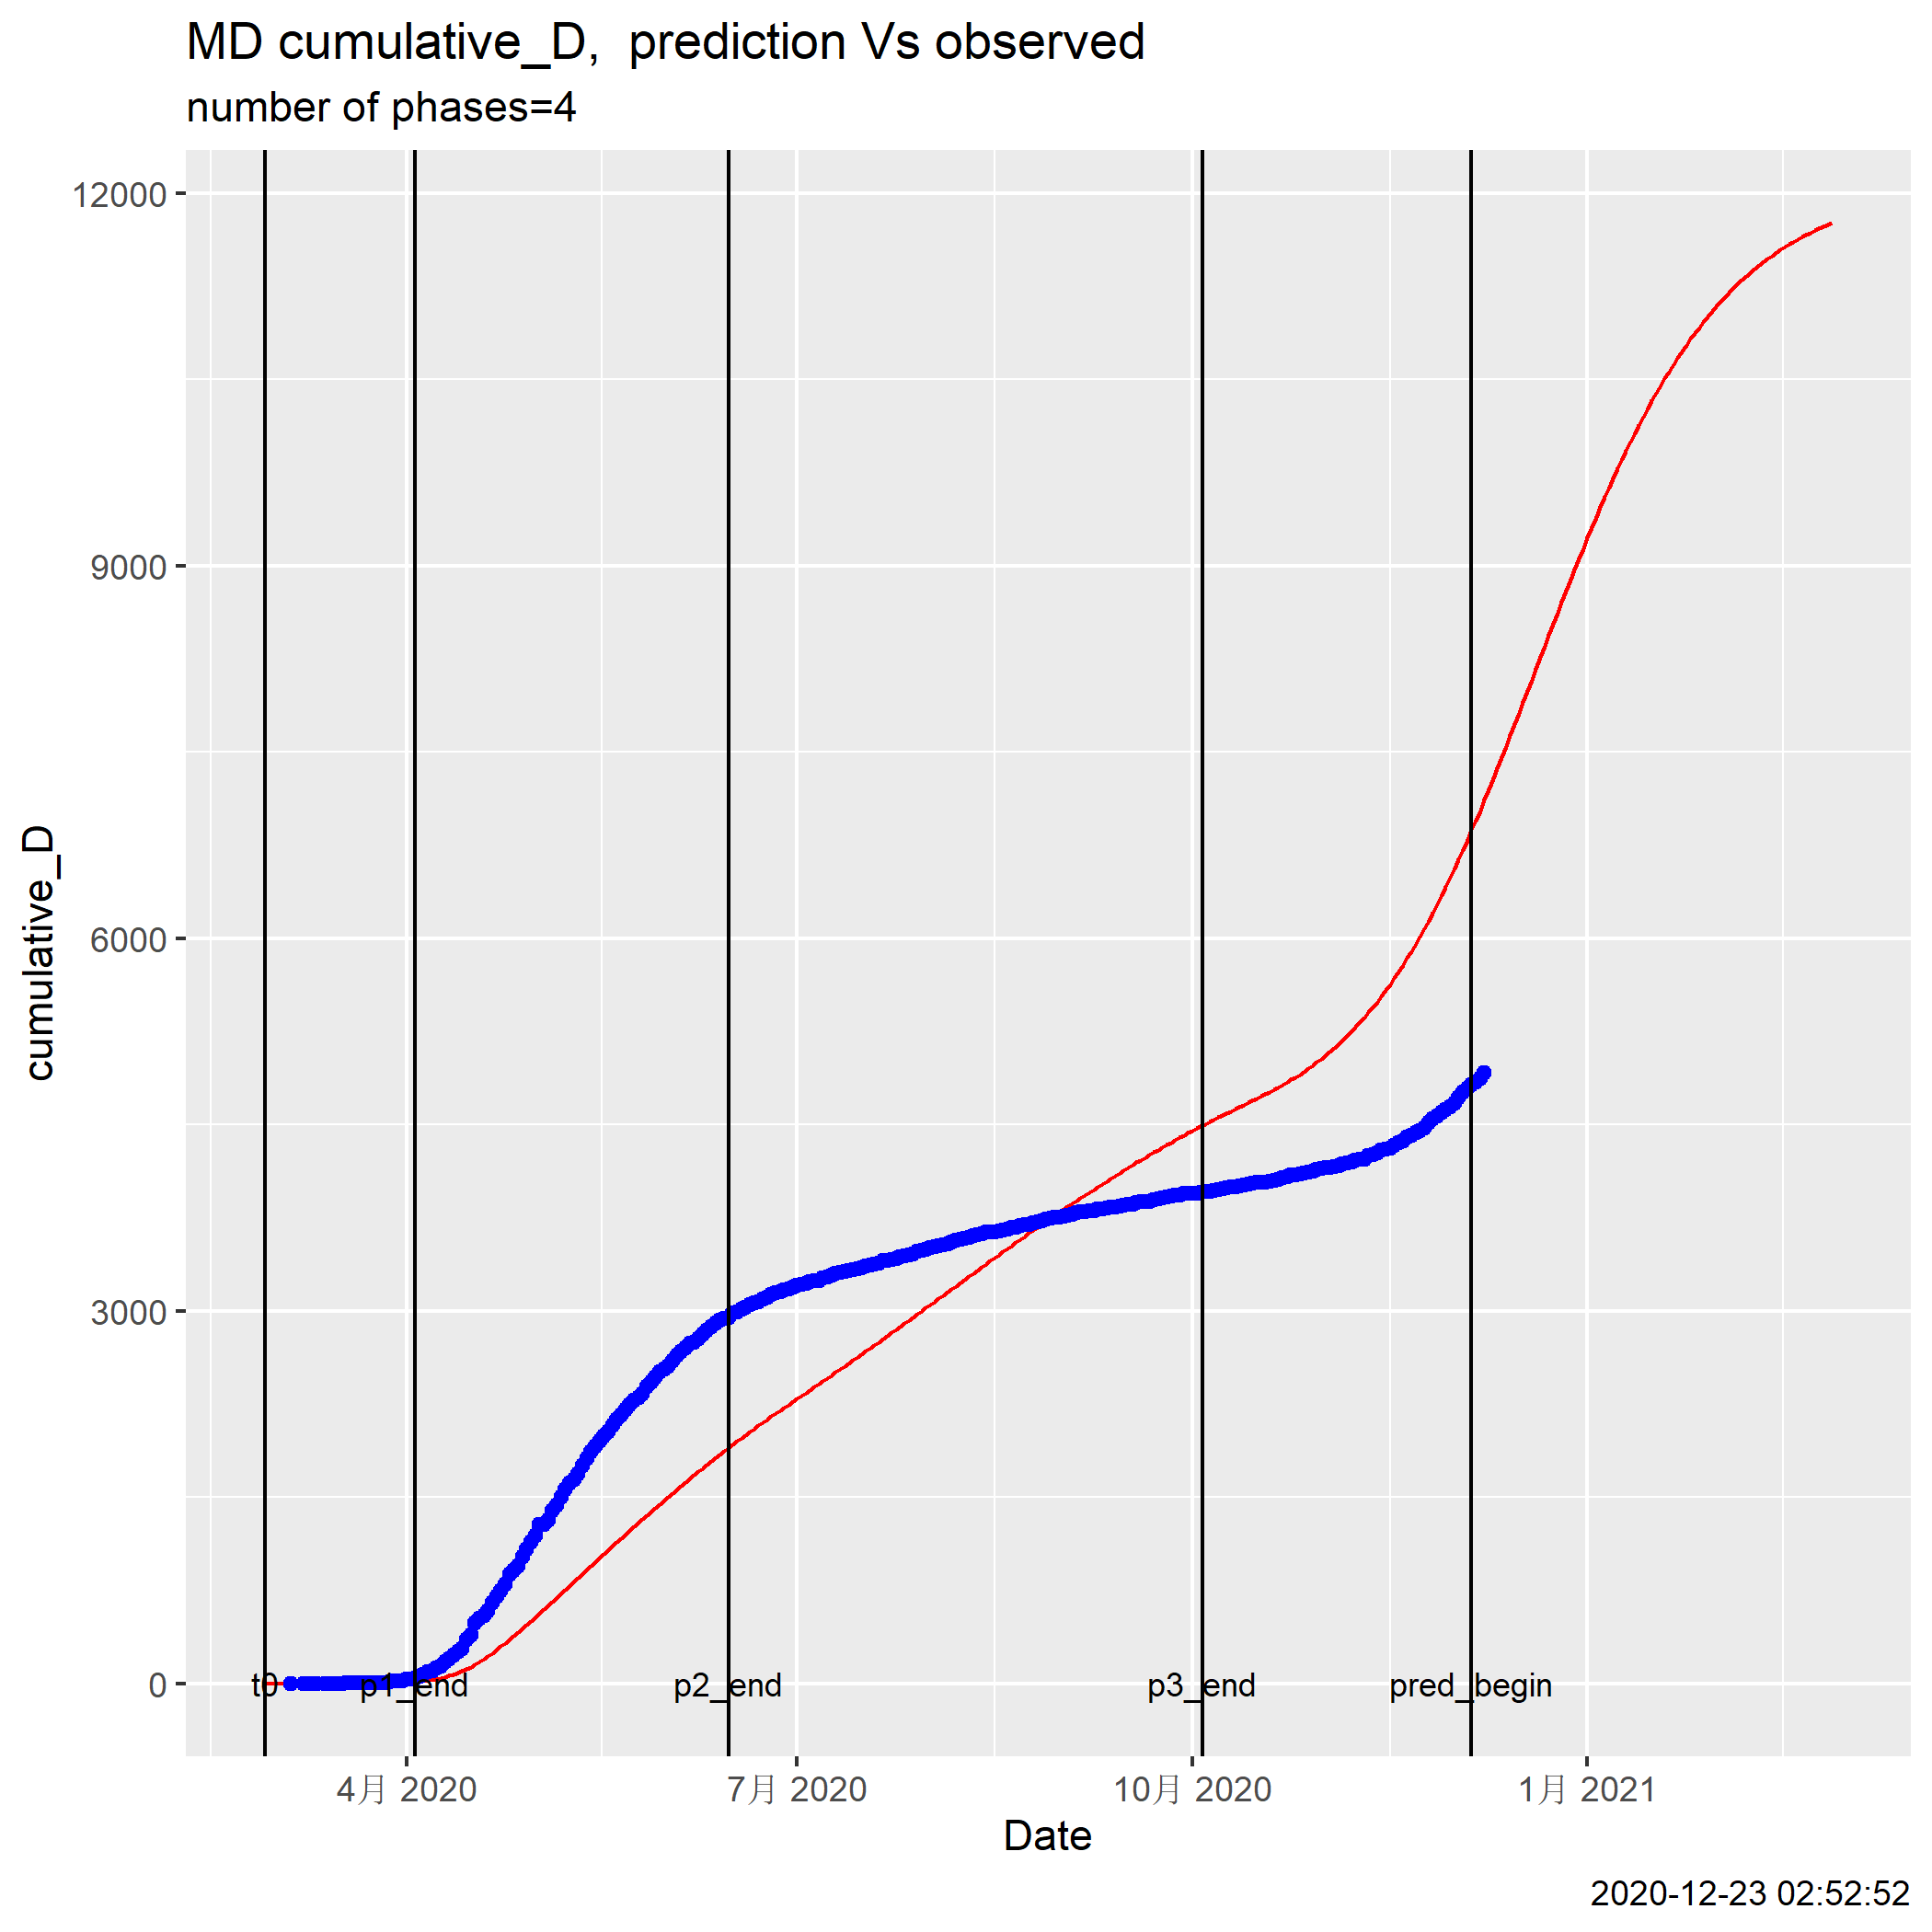 MD cumulative_D,  prediction Vs observed
number of phases=4
cumulative_D
12000
9000
6000
3000
0
t0 p1_end p2_end p3_end pred_begin
4月 2020 7月 2020 10月 2020 1月 2021
Date
2020-12-23 02:52:52